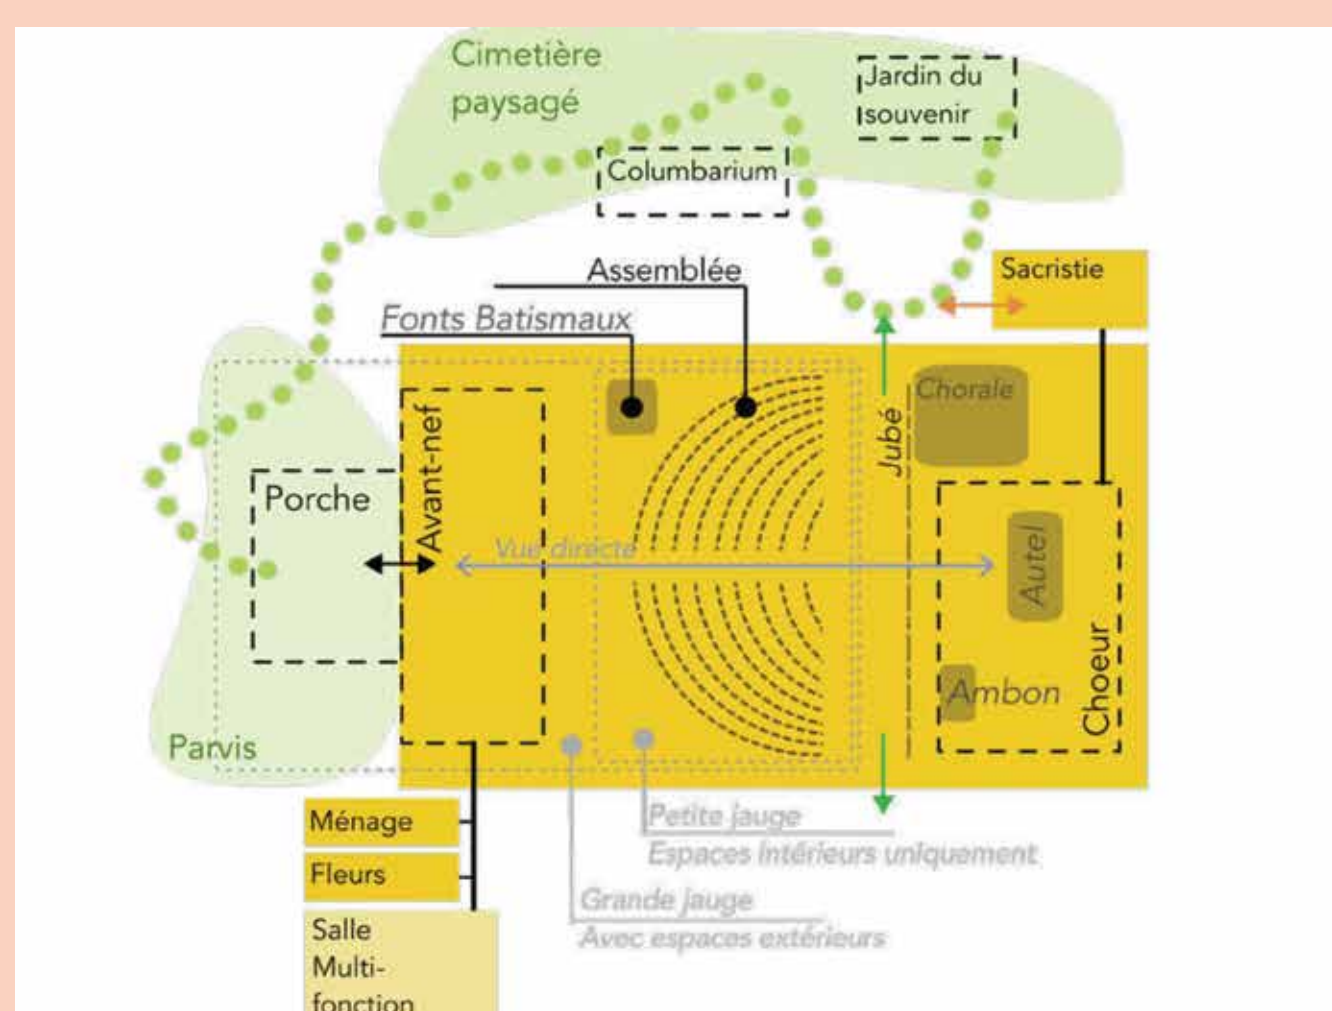 Cimetière
paysagé
Jardin du
souvenir
Columbarium
Assemblée
Sacristie
Fonts Batismaux
Chorale
Jubé
Avant-nef
Porche
Vue directe
Autel
Ambon
Choeur
Parvis
Ménage
Petite jauge
Espaces intérieurs uniquement
Fleurs
Grande jauge
Avec espaces extérieurs
Salle
Multi-
fonction